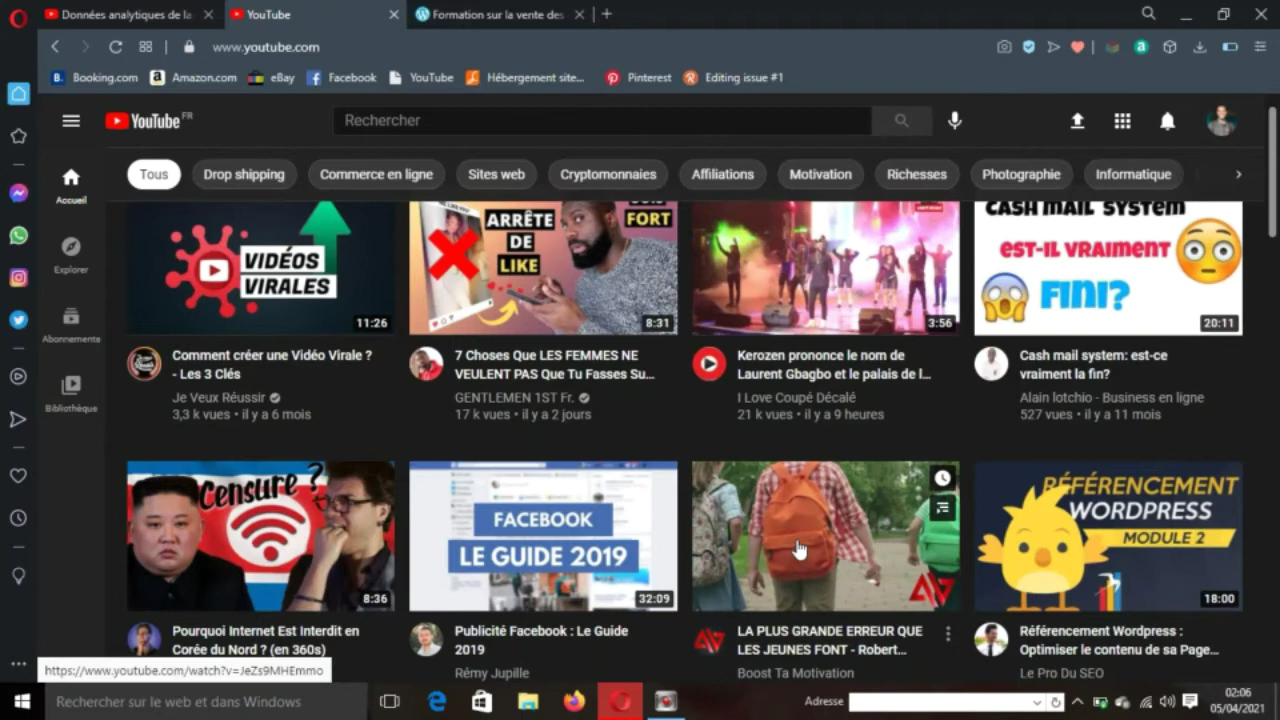 Données analytiques de la
YouTube
Formation sur la vente des
www.youtube.com
Booking.com
Amazon.com
eBay
Facebook
YouTube
Hébergement site...
Pinterest
Editing issue #1
YouTube FR
Rechercher
Accueil
Explorer
Abonnements
Bibliothèque
Tous
Drop shipping
Commerce en ligne
Sites web
Cryptomonnaies
Affiliations
Motivation
Richesses
Photographie
Informatique
VIDÉOS
VIRALES
11:26
ARRÊTE
DE
LIKE
FORT
8:31
3:56
CASH MAIL SYSTEM
EST-IL VRAIMENT
FINI?
20:11
Comment créer une Vidéo Virale ?
- Les 3 Clés
Je Veux Réussir
3,3 k vues • il y a 6 mois
7 Choses Que LES FEMMES NE
VEULENT PAS Que Tu Fasses Su...
GENTLEMEN 1ST Fr.
17 k vues • il y a 2 jours
Kerozen prononce le nom de
Laurent Gbagbo et le palais de l...
I Love Coupé Décalé
21 k vues • il y a 9 heures
Cash mail system: est-ce
vraiment la fin?
Alain lotchio - Business en ligne
527 vues • il y a 11 mois
Censure ?
8:36
FACEBOOK
LE GUIDE 2019
32:09
RÉFÉRENCEMENT
WORDPRESS
MODULE 2
18:00
Pourquoi Internet Est Interdit en
Corée du Nord ? (en 360s)
Publicité Facebook : Le Guide
2019
Rémy Jupille
LA PLUS GRANDE ERREUR QUE
LES JEUNES FONT - Robert...
Boost Ta Motivation
Référencement Wordpress :
Optimiser le contenu de sa Page...
Le Pro Du SEO
https://www.youtube.com/watch?v=JeZs9MHEmmo
Rechercher sur le web et dans Windows
Adresse
02:06
05/04/2021